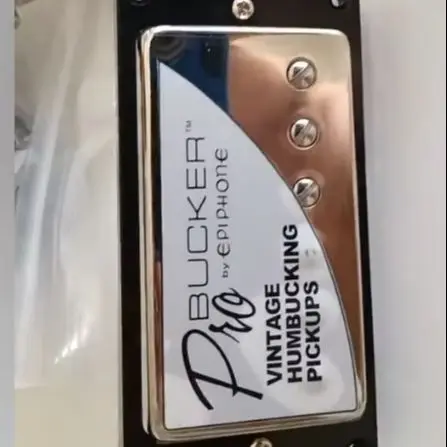 Pro
BUCKER™
by EPIPHONE
VINTAGE
HUMBUCKING
PICKUPS